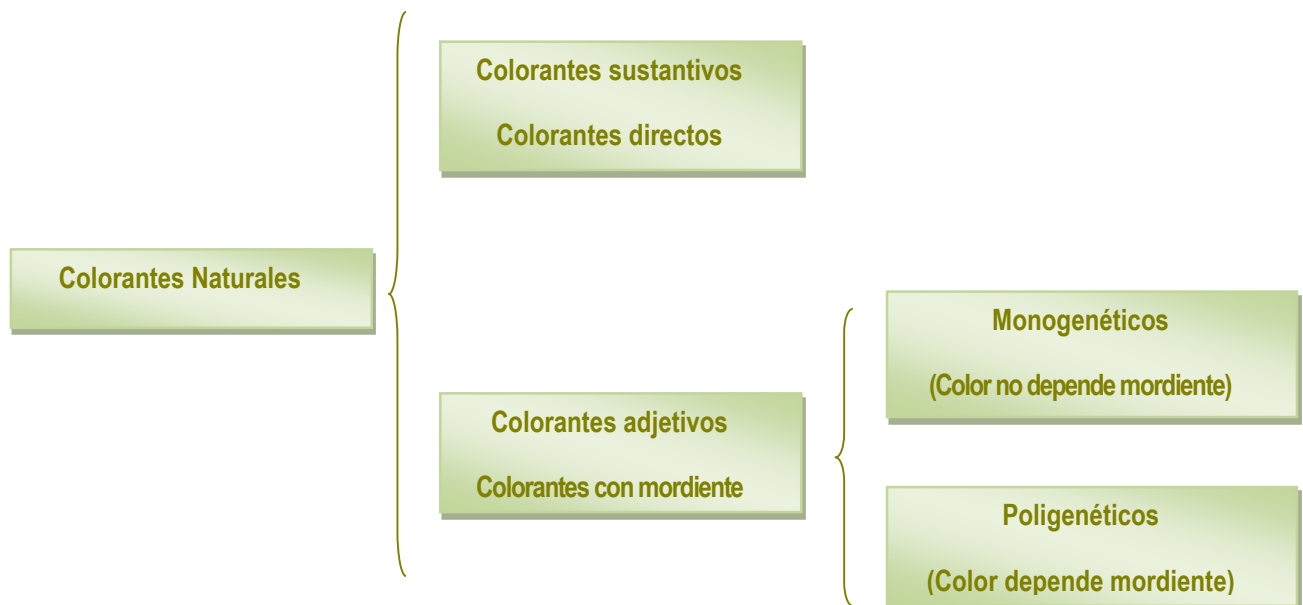 Colorantes sustantivos
Colorantes directos
Colorantes Naturales
Colorantes adjetivos
Colorantes con mordiente
Monogenéticos
(Color no depende mordiente)
Poligenéticos
(Color depende mordiente)